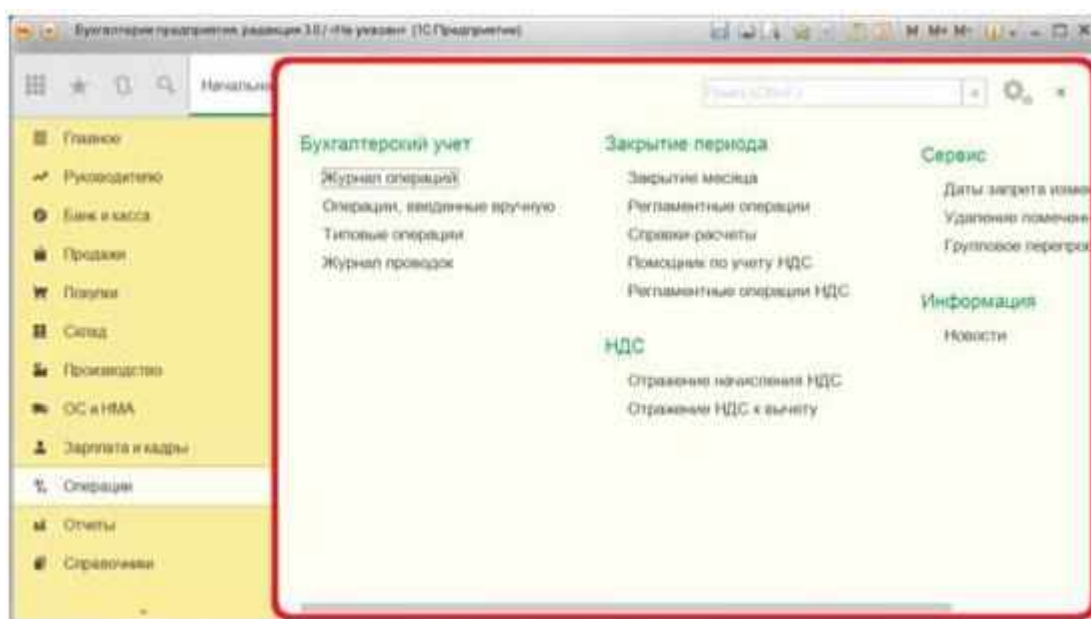 Бухгалтерия предприятия, редакция 3.0 / <Не указан> (1С:Предприятие)
M M+ M-
Начально
Главное
Руководителю
Банк и касса
Продажи
Покупки
Склад
Производство
ОС и НМА
Зарплата и кадры
Операции
Отчеты
Справочники
Бухгалтерский учет
Журнал операций
Операции, введенные вручную
Типовые операции
Журнал проводок
Закрытие периода
Закрытие месяца
Регламентные операции
Справки-расчеты
Помощник по учету НДС
Регламентные операции НДС
НДС
Отражение начисления НДС
Отражение НДС к вычету
Сервис
Даты запрета измен
Удаление помечен
Групповое перепров
Информация
Новости